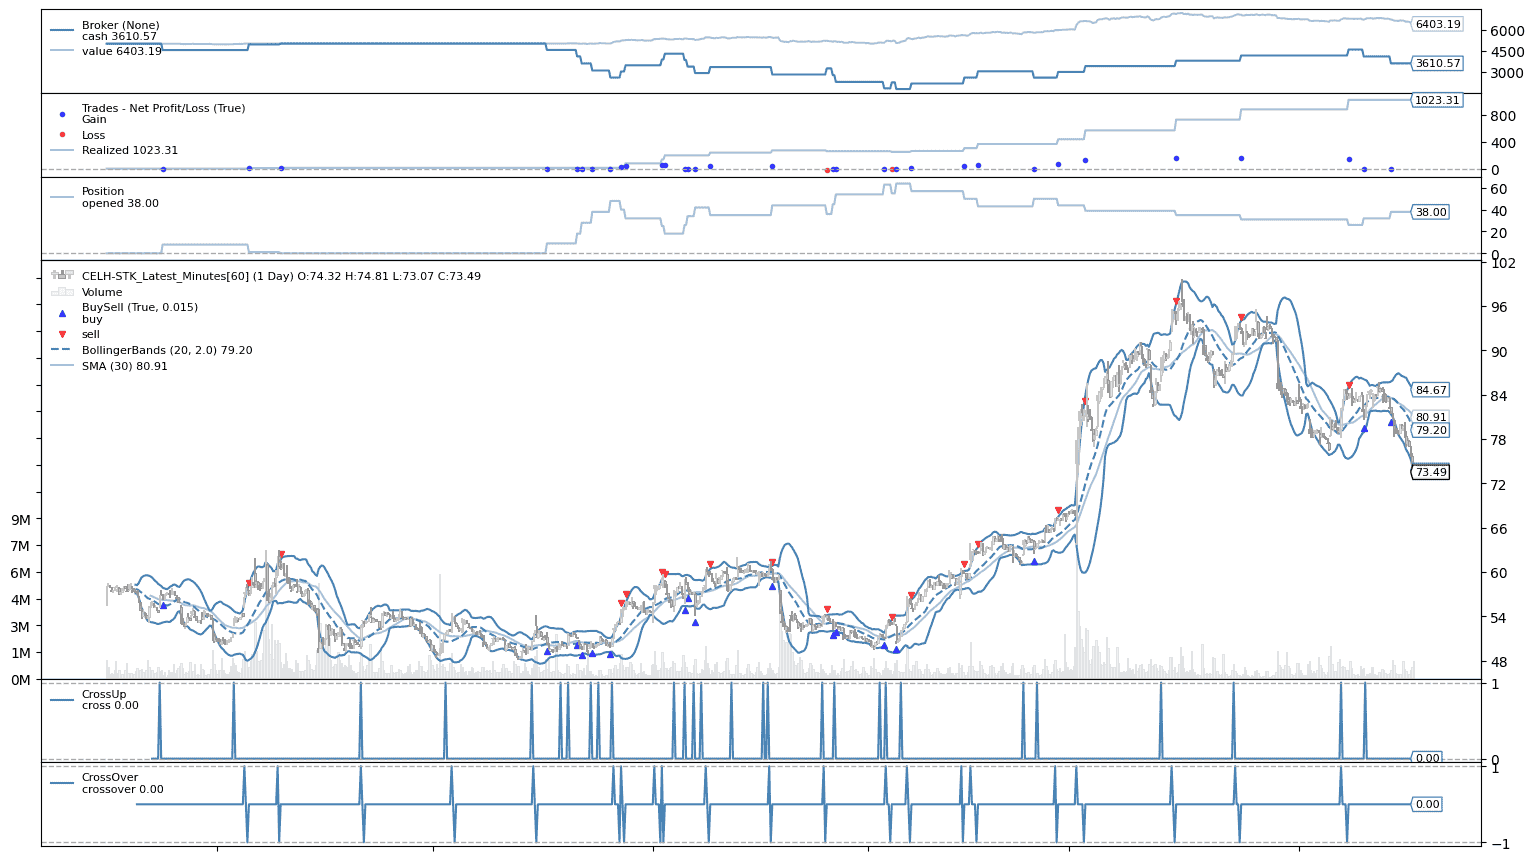 Broker (None)
cash 3610.57
value 6403.19
6403.19
3610.57
6000
4500
3000
Trades - Net Profit/Loss (True)
Gain
Loss
Realized 1023.31
1023.31
800
400
0
Position
opened 38.00
38.00
60
40
20
0
CELH-STK_Latest_Minutes[60] (1 Day) O:74.32 H:74.81 L:73.07 C:73.49
Volume
BuySell (True, 0.015)
buy
sell
BollingerBands (20, 2.0) 79.20
SMA (30) 80.91
102
96
90
84
78
72
66
60
54
48
84.67
80.91
79.20
73.49
9M
7M
6M
4M
3M
1M
0M
CrossUp
cross 0.00
1
0.00
0
CrossOver
crossover 0.00
1
0.00
−1